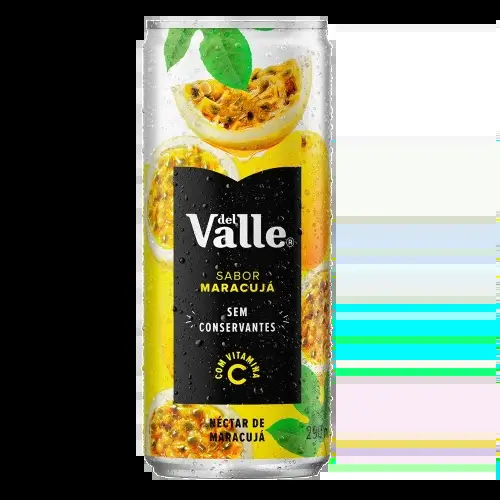 del
Valle®
SABOR
MARACUJÁ
SEM
CONSERVANTES
COM VITAMINA
C
NÉCTAR DE
MARACUJÁ